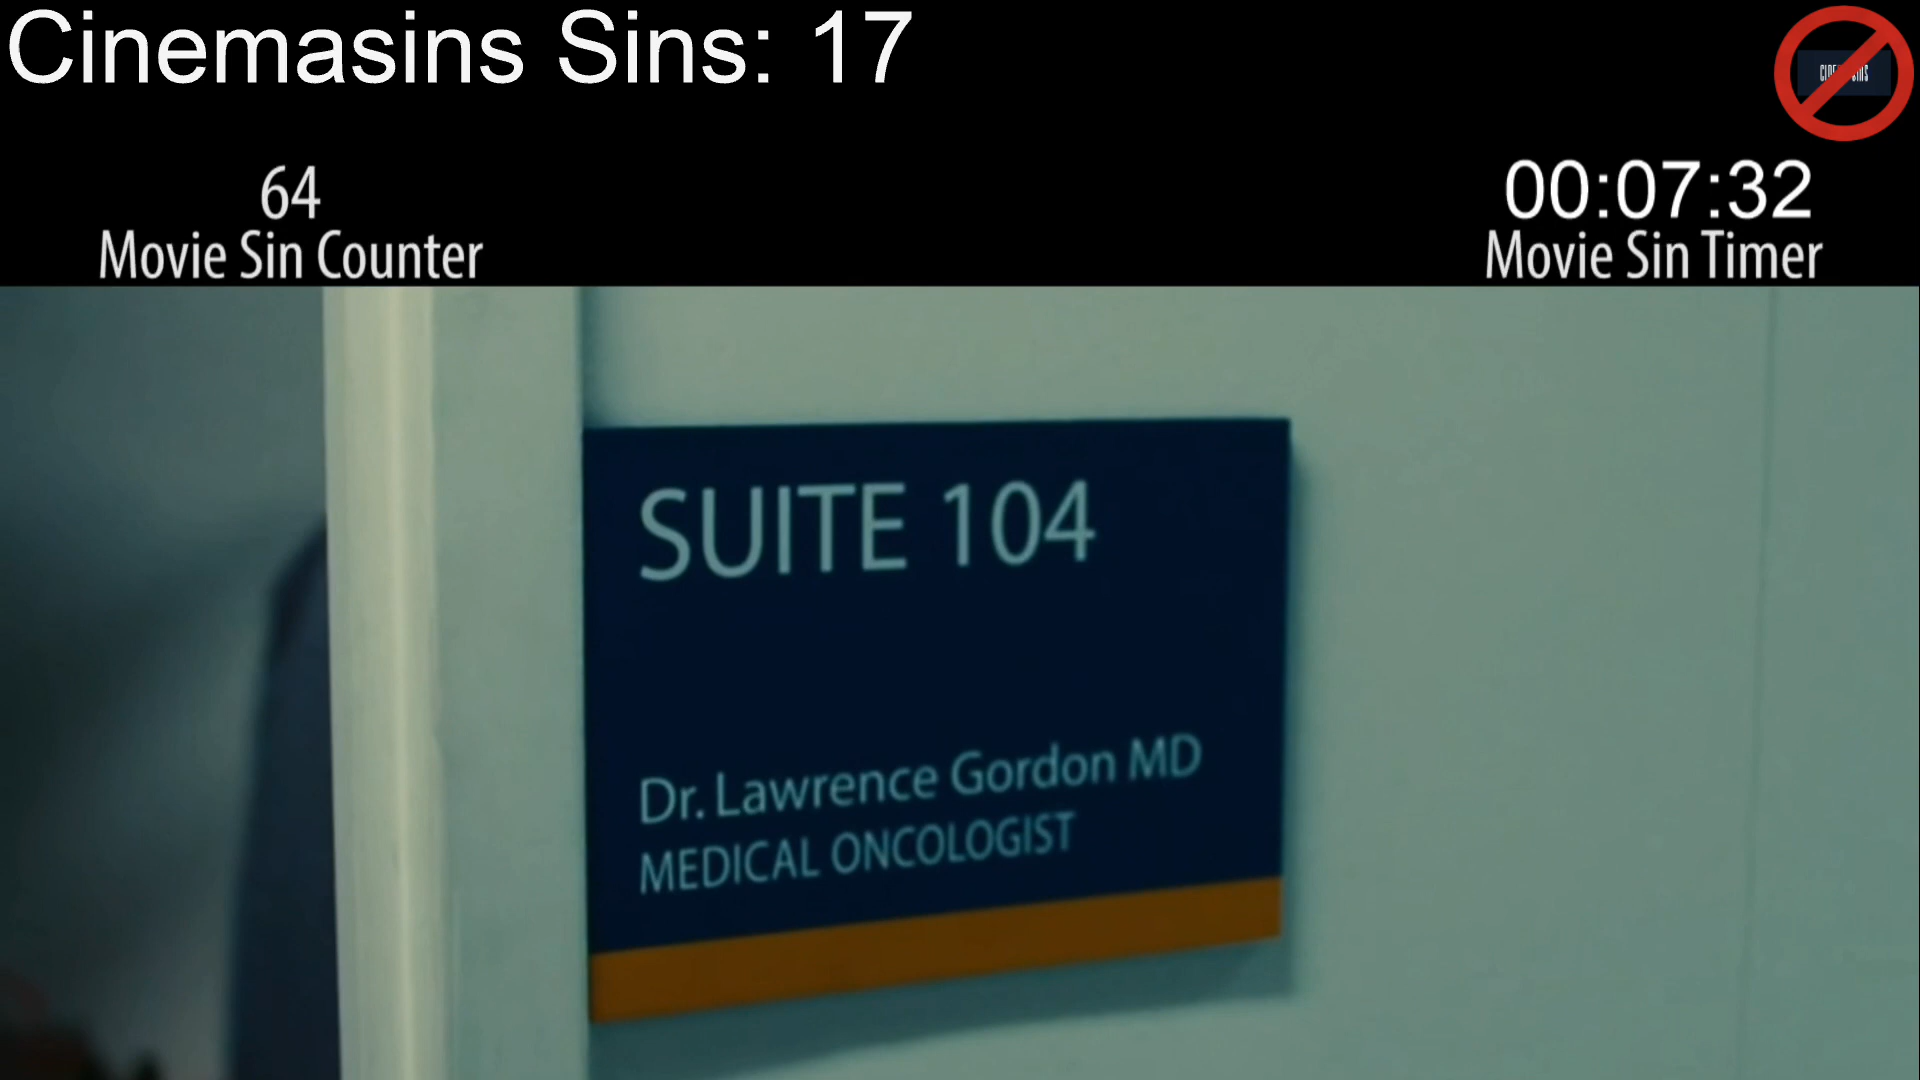 Cinemasins Sins: 17
64
Movie Sin Counter
00:07:32
Movie Sin Timer
SUITE 104
Dr. Lawrence Gordon MD
MEDICAL ONCOLOGIST